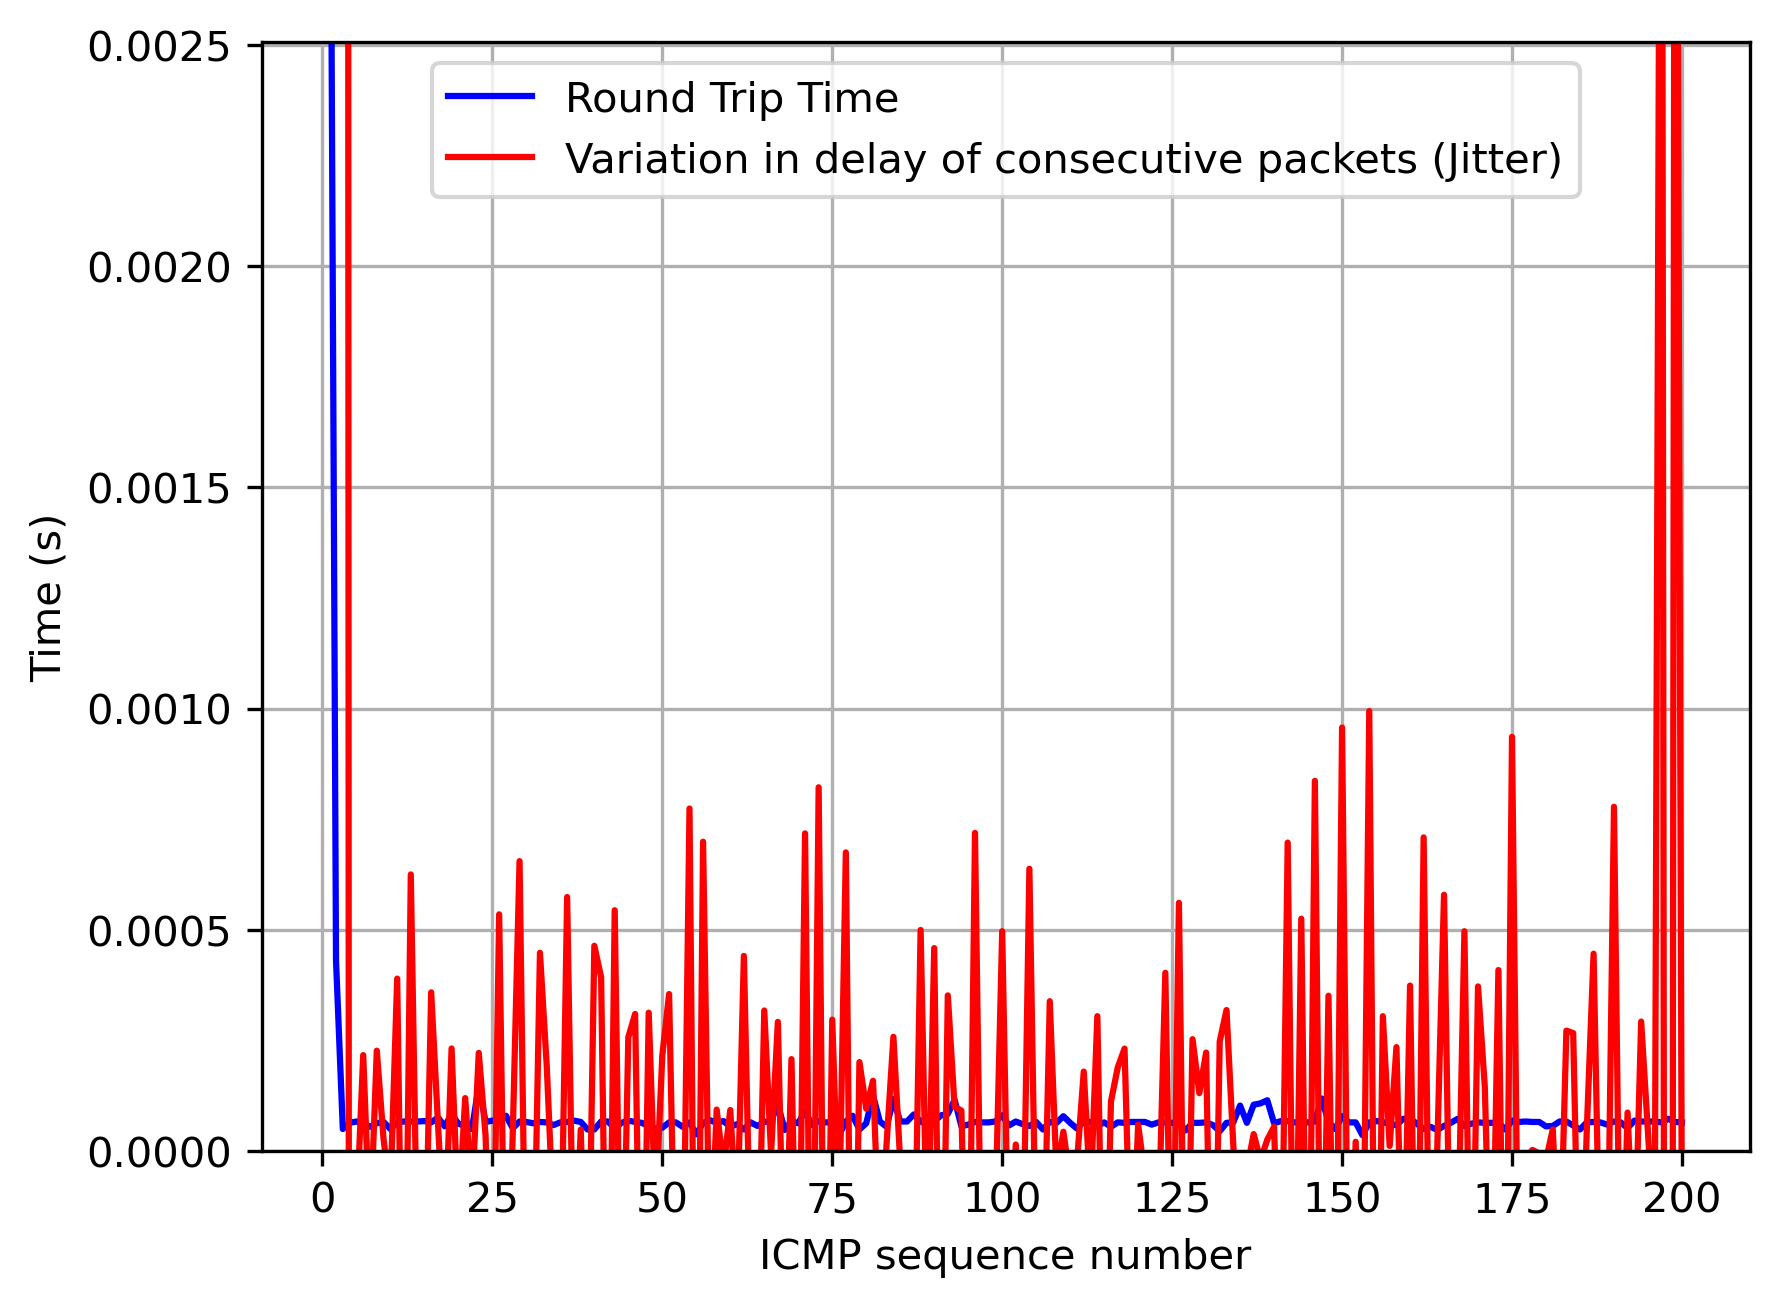 0.0025
0.0020
0.0015
0.0010
0.0005
0.0000
Time (s)
Round Trip Time
Variation in delay of consecutive packets (Jitter)
0 25 50 75 100 125 150 175 200
ICMP sequence number